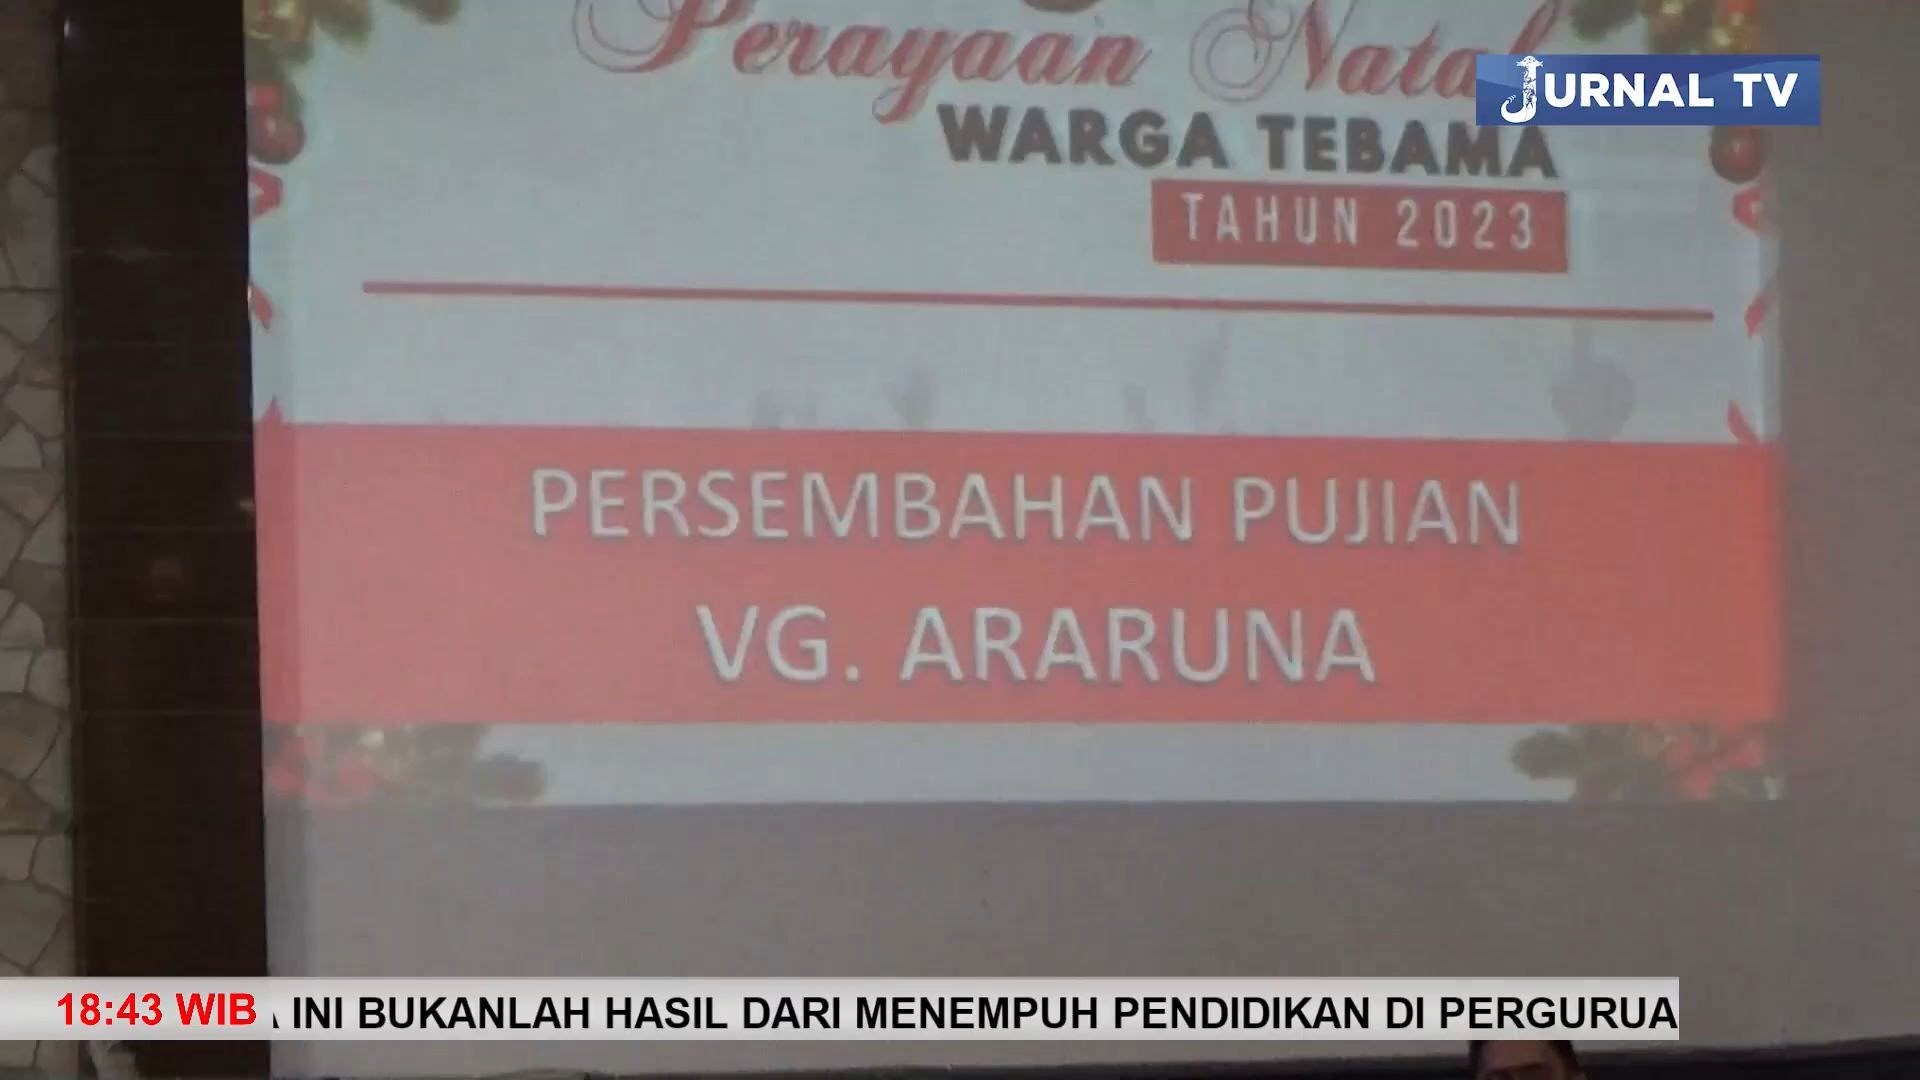 Perayaan Natal
JURNAL TV
WARGA TEBAMA
TAHUN 2023
PERSEMBAHAN PUJIAN
VG. ARARUNA
18:43 WIB INI BUKANLAH HASIL DARI MENEMPUH PENDIDIKAN DI PERGURUA